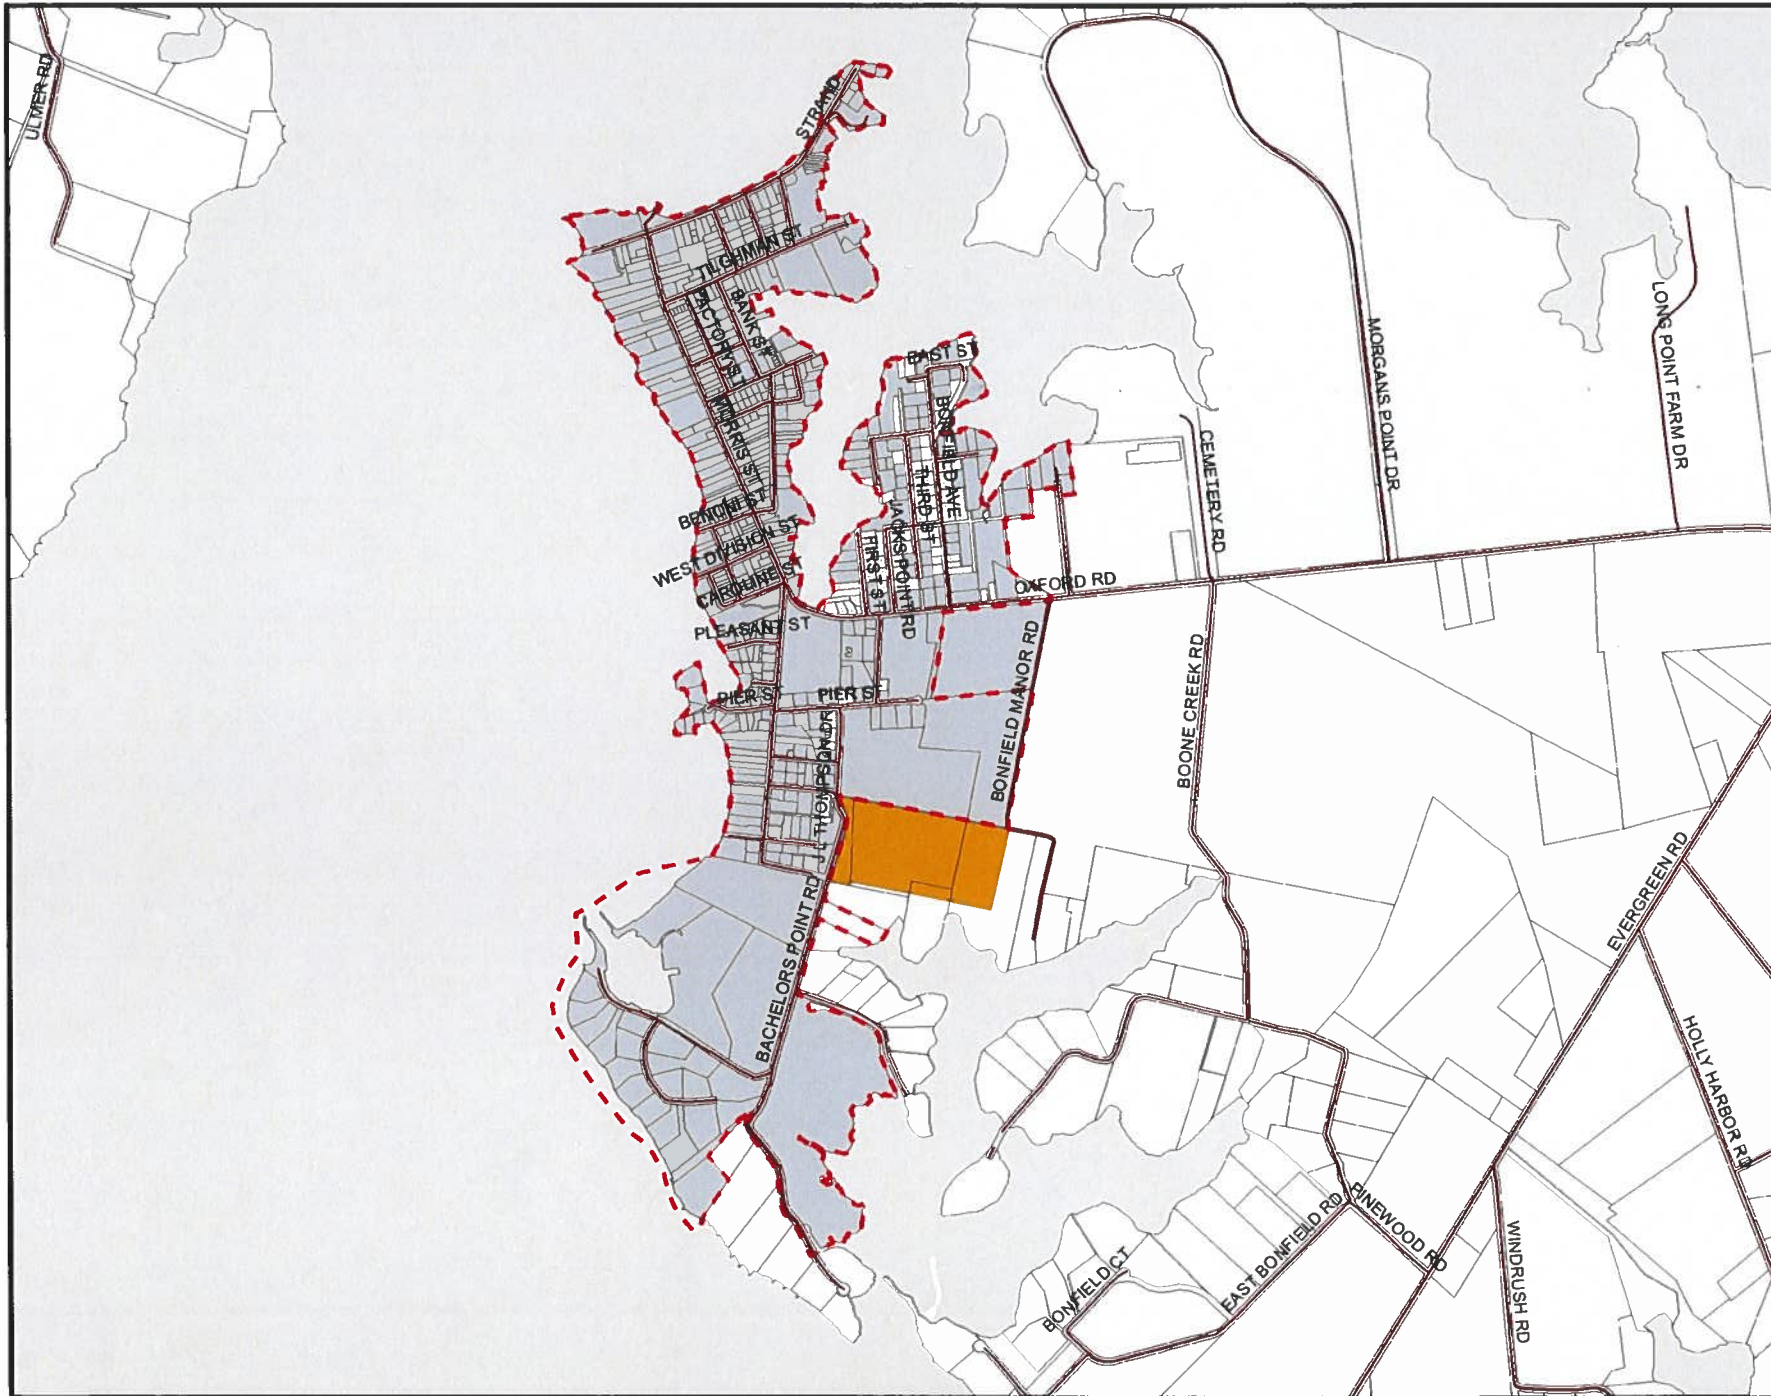 ULMER RD
STRAND
TILGHMAN ST
BANK ST
FACTORY ST
MORRIS ST
EAST ST
BONFIELD AVE
THIRD ST
JACKS POINT RD
FIRST ST
BENONI ST
WEST DIVISION ST
CAROLINE ST
PLEASANT ST
OXFORD RD
CEMETERY RD
MORGANS POINT DR
LONG POINT FARM DR
PIER ST
PIER ST
J L THOMPSON DR
BONFIELD MANOR RD
BOONE CREEK RD
BACHELORS POINT RD
EVERGREEN RD
HOLLY HARBOR RD
PINEWOOD RD
EAST BONFIELD RD
BONFIELD CT
WINDRUSH RD